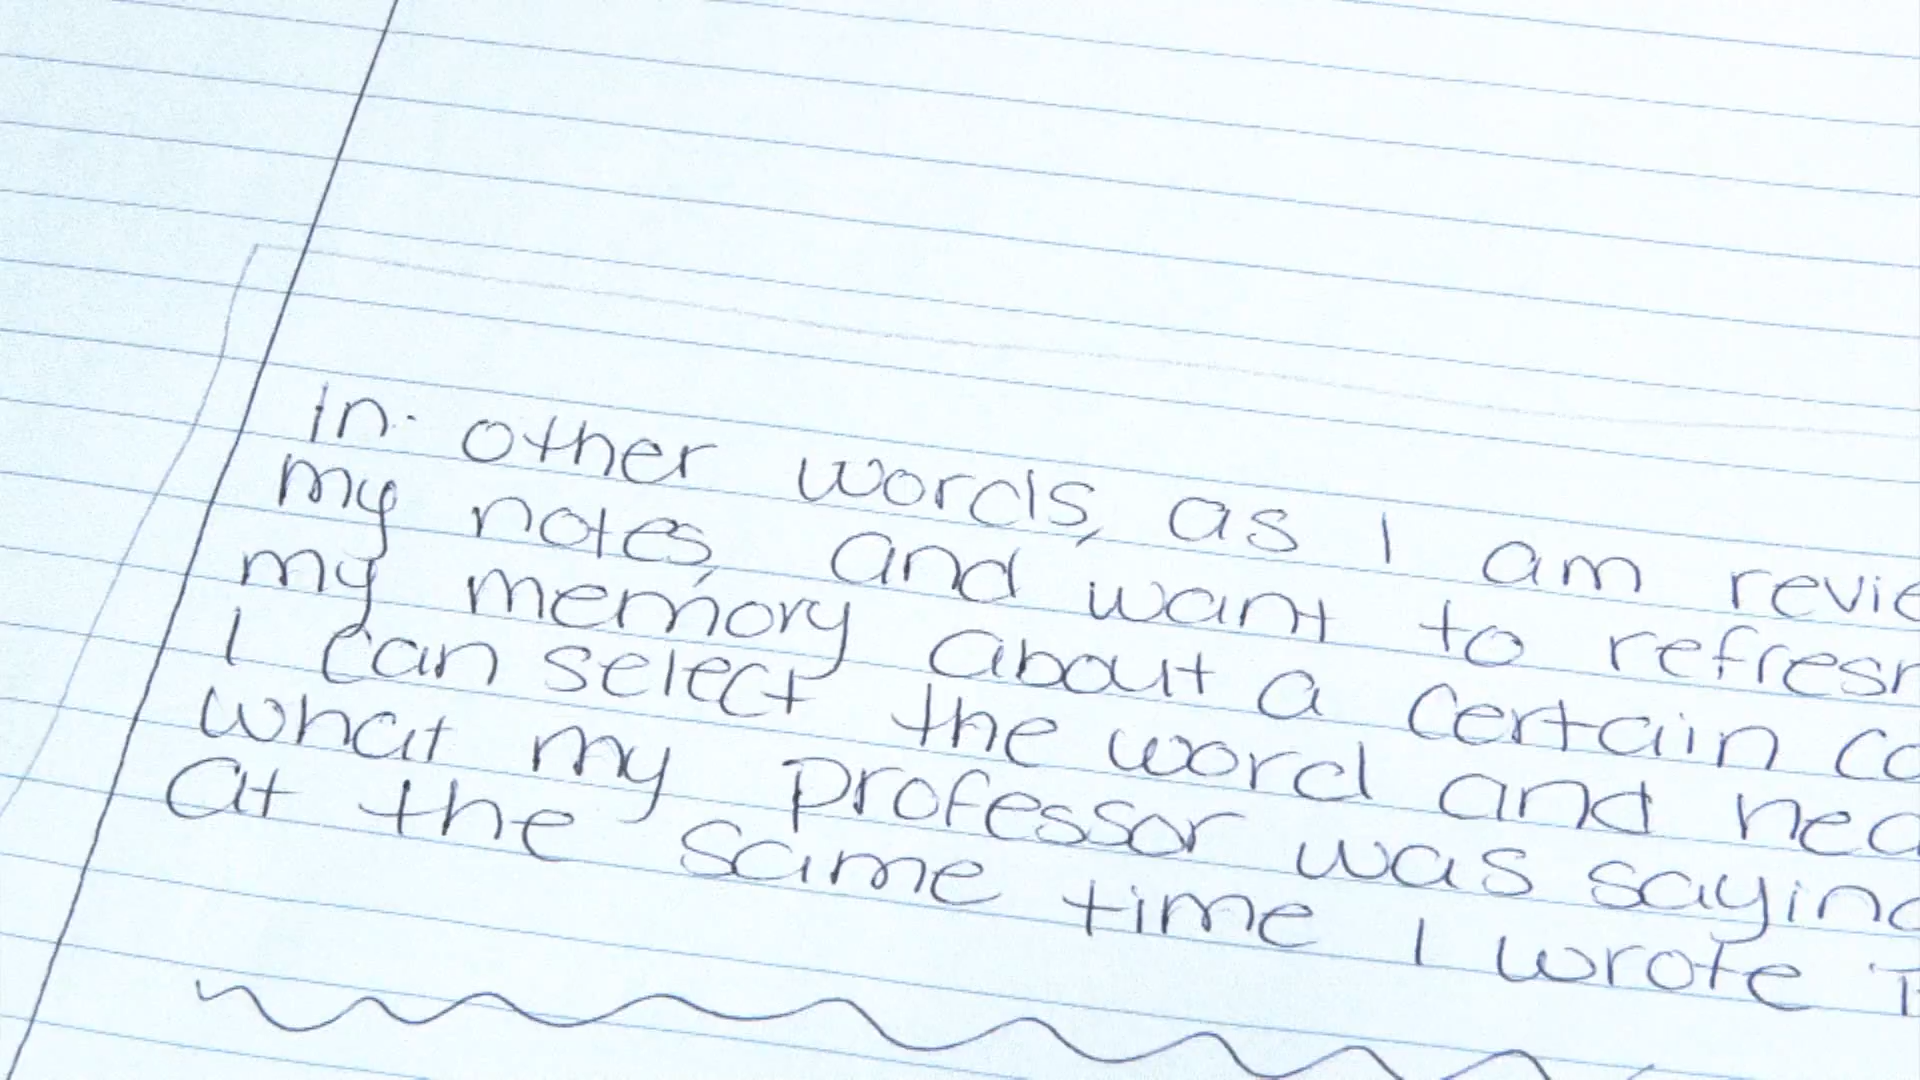 In other words, as I am revie
my notes, and want to refresh
my memory about a certain co
I can select the word and hea
what my professor was saying
at the same time I wrote